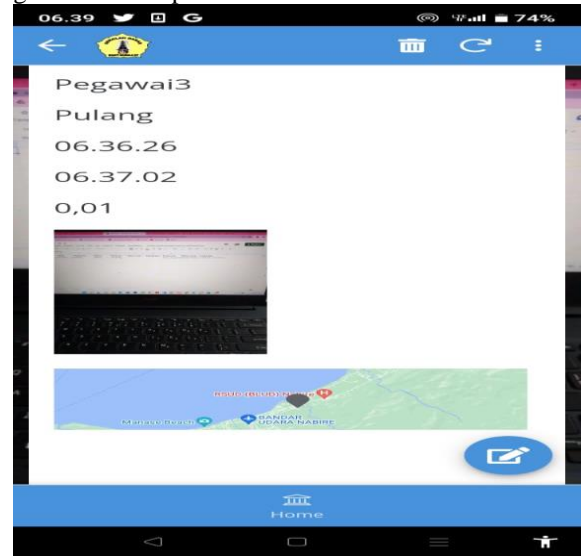 06.39 G 74%
Pegawai3
Pulang
06.36.26
06.37.02
0,01
Manase Beach
BANDAR
UDARA NABIRE
Home